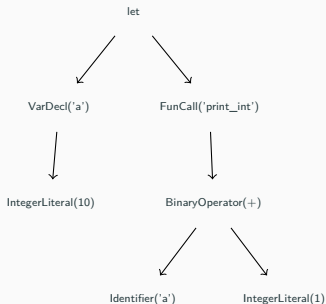 let
VarDecl('a') FunCall('print_int')
IntegerLiteral(10) BinaryOperator(+)
Identifier('a') IntegerLiteral(1)